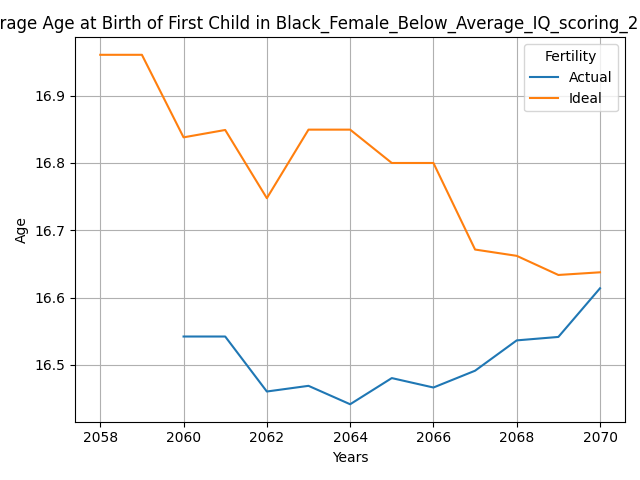 rage Age at Birth of First Child in Black_Female_Below_Average_IQ_scoring_2
Fertility
Actual
Ideal
16.9
16.8
16.7
16.6
16.5
Age
2058 2060 2062 2064 2066 2068 2070
Years